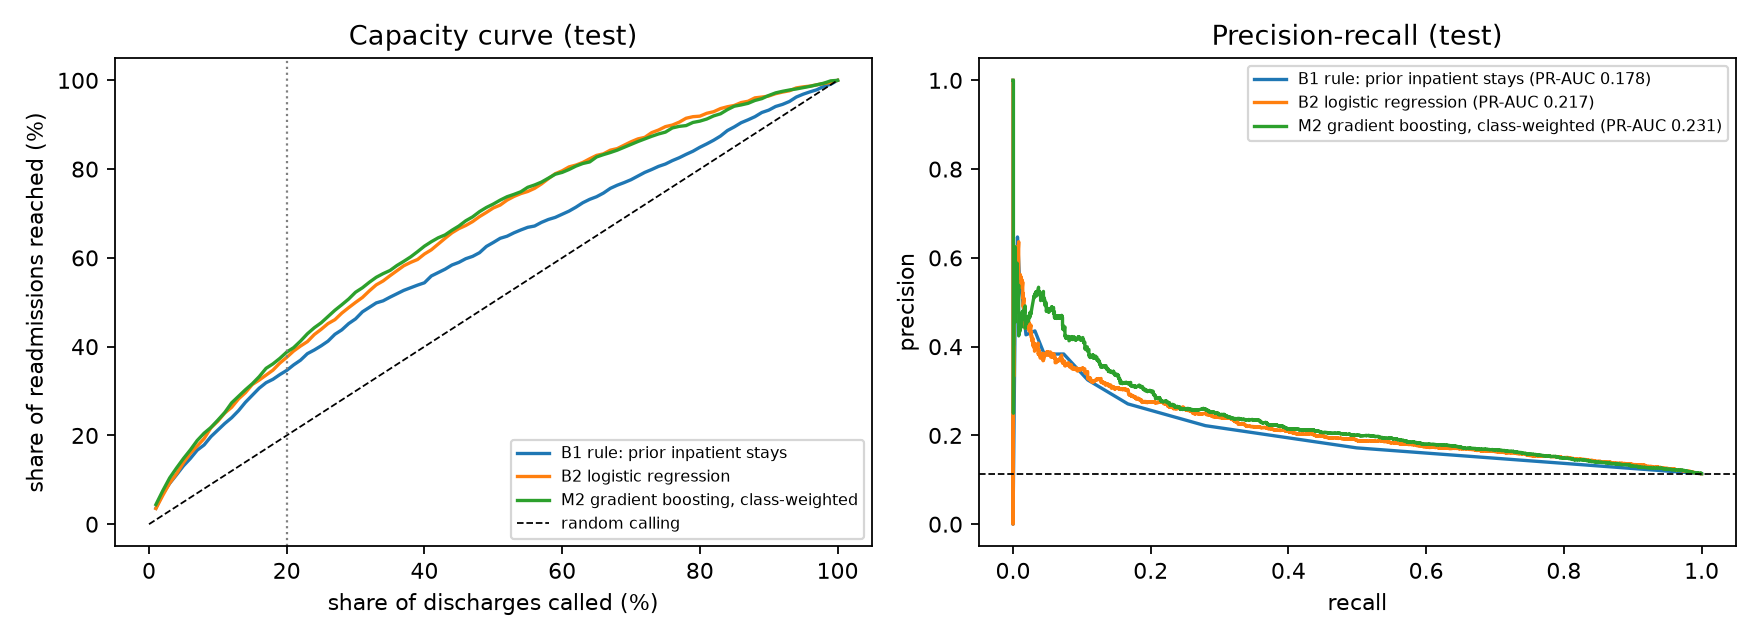 Capacity curve (test)
share of readmissions reached (%)
100
80
60
40
20
0
B1 rule: prior inpatient stays
B2 logistic regression
M2 gradient boosting, class-weighted
random calling
0 20 40 60 80 100
share of discharges called (%)
Precision-recall (test)
precision
1.0
0.8
0.6
0.4
0.2
0.0
B1 rule: prior inpatient stays (PR-AUC 0.178)
B2 logistic regression (PR-AUC 0.217)
M2 gradient boosting, class-weighted (PR-AUC 0.231)
0.0 0.2 0.4 0.6 0.8 1.0
recall